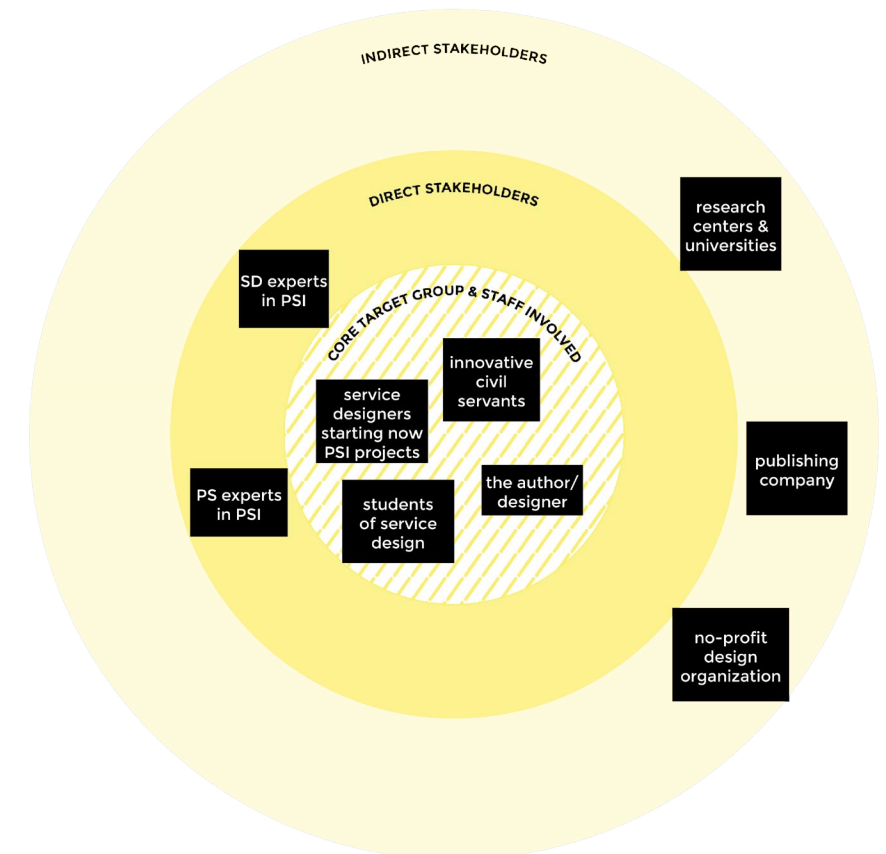 INDIRECT STAKEHOLDERS
DIRECT STAKEHOLDERS
research
centers &
universities
SD experts
in PSI
CORE TARGET GROUP & STAFF INVOLVED
innovative
civil
servants
service
designers
starting now
PSI projects
publishing
company
the author/
designer
PS experts
in PSI
students
of service
design
no-profit
design
organization